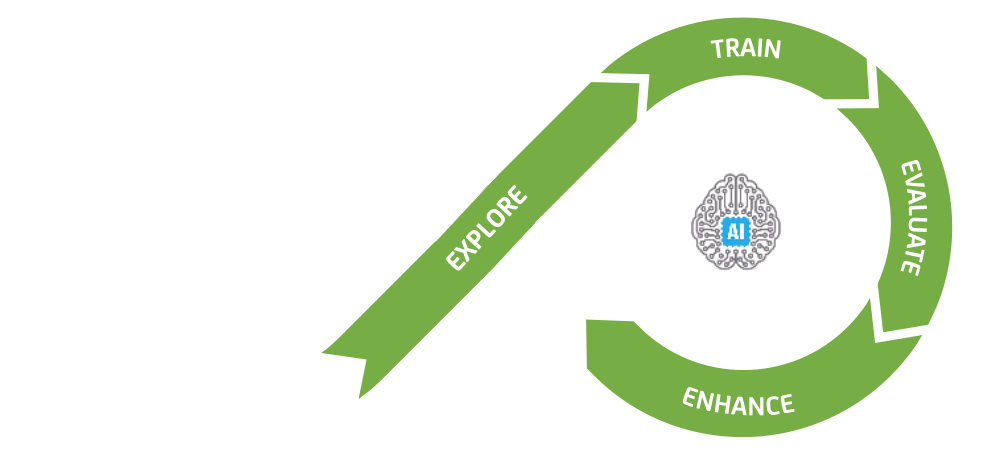 EXPLORE
TRAIN
EVALUATE
ENHANCE
AI